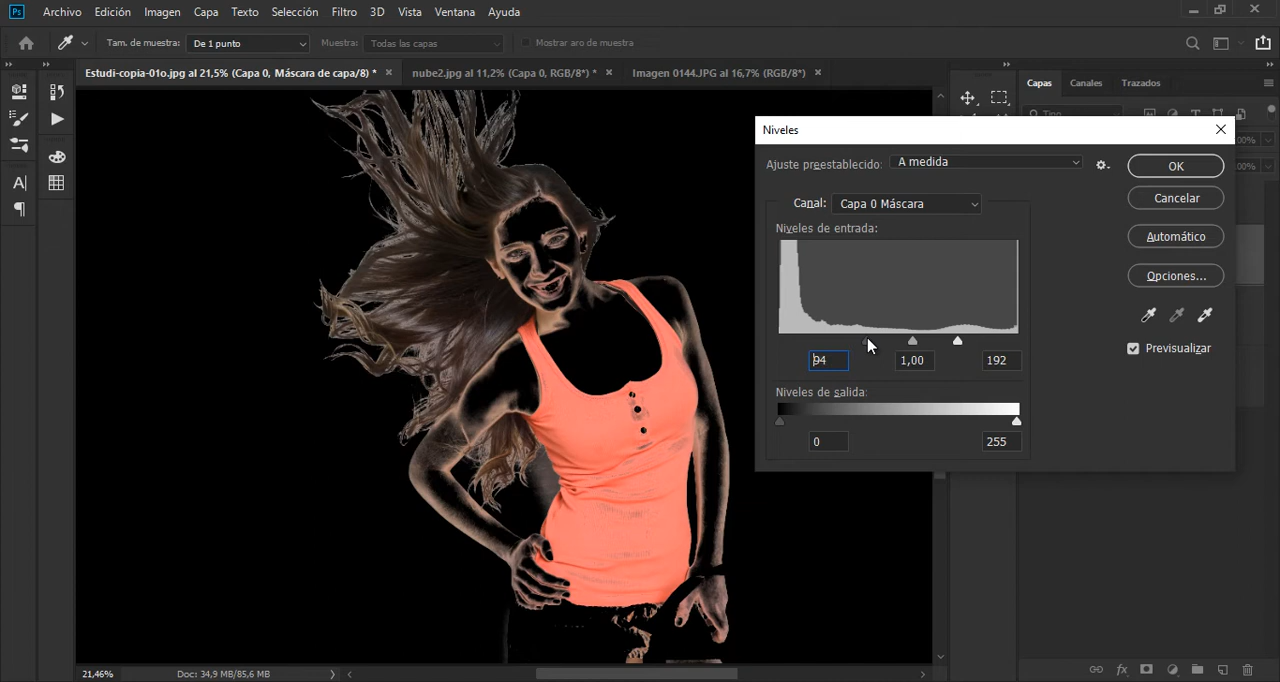 Ps Archivo Edición Imagen Capa Texto Selección Filtro 3D Vista Ventana Ayuda
Tam. de muestra: De 1 punto Muestra: Todas las capas Mostrar aro de muestra
Estudi-copia-01o.jpg al 21,5% (Capa 0, Máscara de capa/8) * nube2.jpg al 11,2% (Capa 0, RGB/8*) * Imagen 0144.JPG al 16,7% (RGB/8*)
Capas Canales Trazados
Tipo
Niveles
Ajuste preestablecido: A medida
OK
Canal: Capa 0 Máscara
Cancelar
Niveles de entrada:
Automático
Opciones...
Previsualizar
94 1,00 192
Niveles de salida:
0 255
21,46% Doc: 34,9 MB/85,6 MB